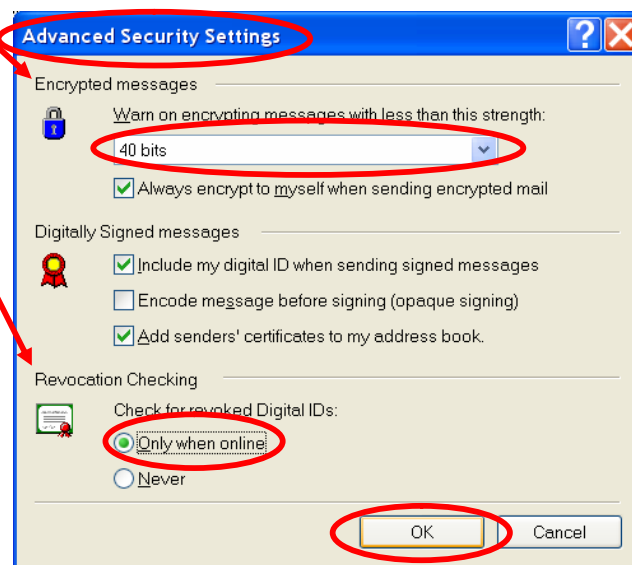 Advanced Security Settings
Encrypted messages
Warn on encrypting messages with less than this strength:
40 bits
Always encrypt to myself when sending encrypted mail
Digitally Signed messages
Include my digital ID when sending signed messages
Encode message before signing (opaque signing)
Add senders' certificates to my address book.
Revocation Checking
Check for revoked Digital IDs:
Only when online
Never
OK Cancel